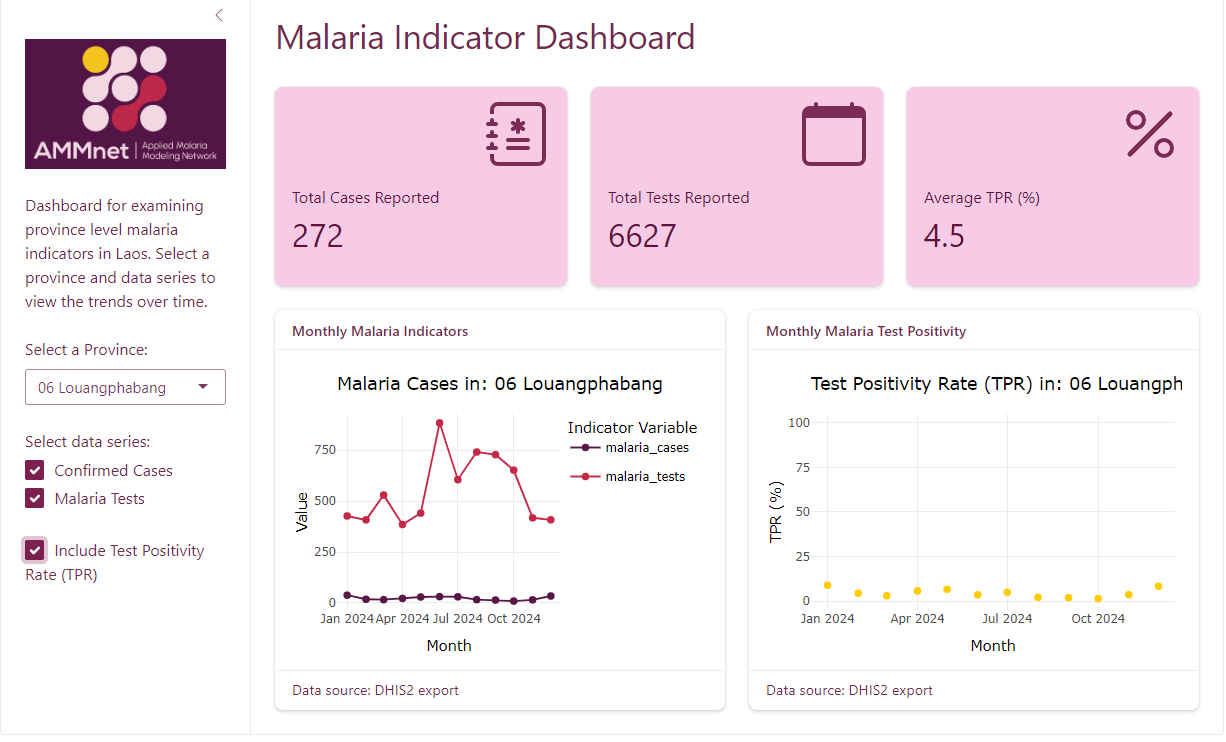 AMMnet | Applied Malaria
Modeling Network
Dashboard for examining
province level malaria
indicators in Laos. Select a
province and data series to
view the trends over time.
Select a Province:
06 Louangphabang
Select data series:
Confirmed Cases
Malaria Tests
Include Test Positivity
Rate (TPR)
Malaria Indicator Dashboard
Total Cases Reported
272
Total Tests Reported
6627
Average TPR (%)
4.5
Monthly Malaria Indicators
Malaria Cases in: 06 Louangphabang
Indicator Variable
malaria_cases
malaria_tests
Value
750
500
250
0
Jan 2024 Apr 2024 Jul 2024 Oct 2024
Month
Data source: DHIS2 export
Monthly Malaria Test Positivity
Test Positivity Rate (TPR) in: 06 Louangph
TPR (%)
100
75
50
25
0
Jan 2024 Apr 2024 Jul 2024 Oct 2024
Month
Data source: DHIS2 export